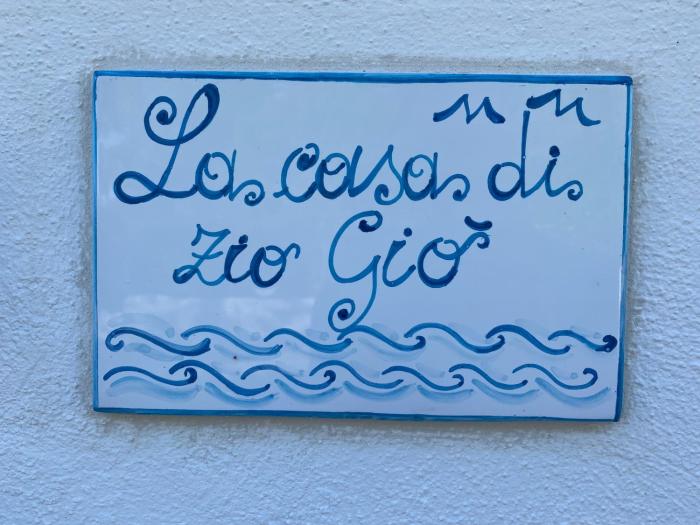 La casa di
zio Giò